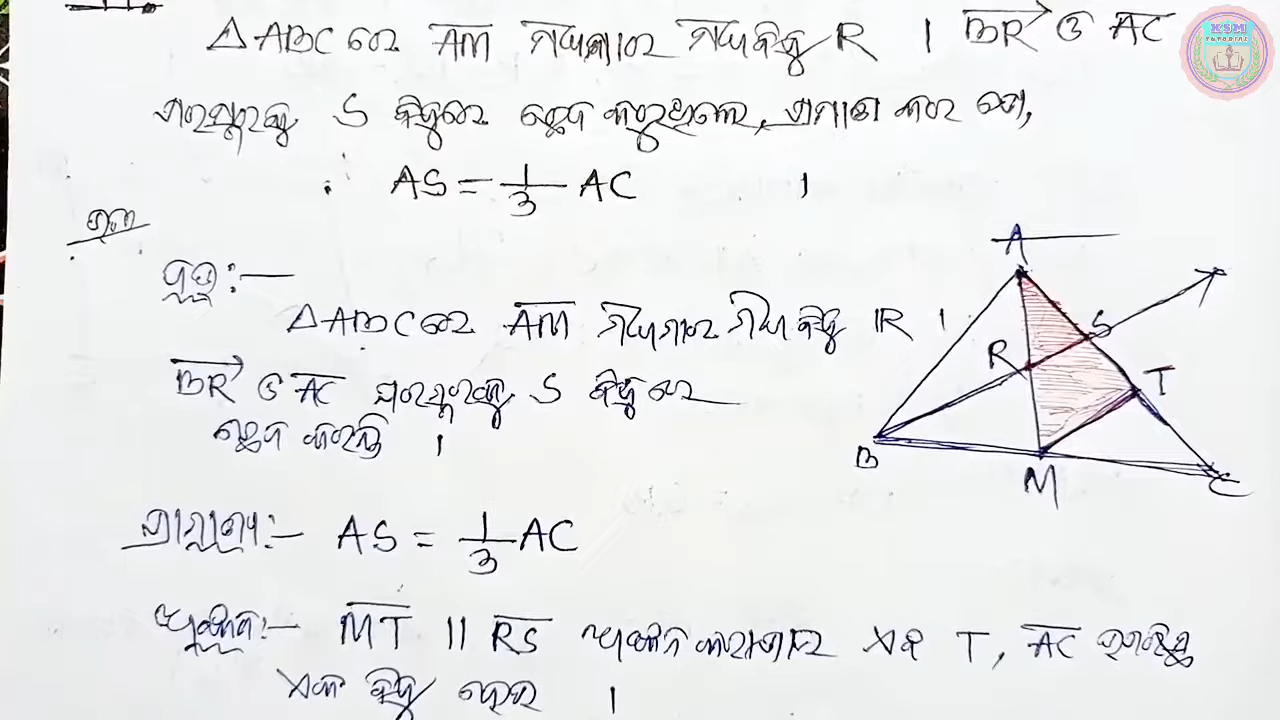 △ABC ରେ AM ମଧ୍ୟମାର ମଧ୍ୟବିନ୍ଦୁ R । BR ଓ AC
ପରସ୍ପରକୁ S ବିନ୍ଦୁରେ ଛେଦ କରୁଥିଲେ, ପ୍ରମାଣ କର ଯେ,
AS = 1/3 AC ।
ଦତ୍ତ :—
△ABC ରେ AM ମଧ୍ୟମାର ମଧ୍ୟ ବିନ୍ଦୁ R ।
BR ଓ AC ପରସ୍ପରକୁ S ବିନ୍ଦୁରେ
ଛେଦ କରନ୍ତି ।
ପ୍ରାମାଣ୍ୟ :— AS = 1/3 AC
ଅଙ୍କନ :— MT || RS ଅଙ୍କନ କରାଯାଉ T, AC ଉପରିସ୍ଥ
ଏକ ବିନ୍ଦୁ ହେଉ ।
A
S
R
T
B
M
C
KSM
TUTORIAL